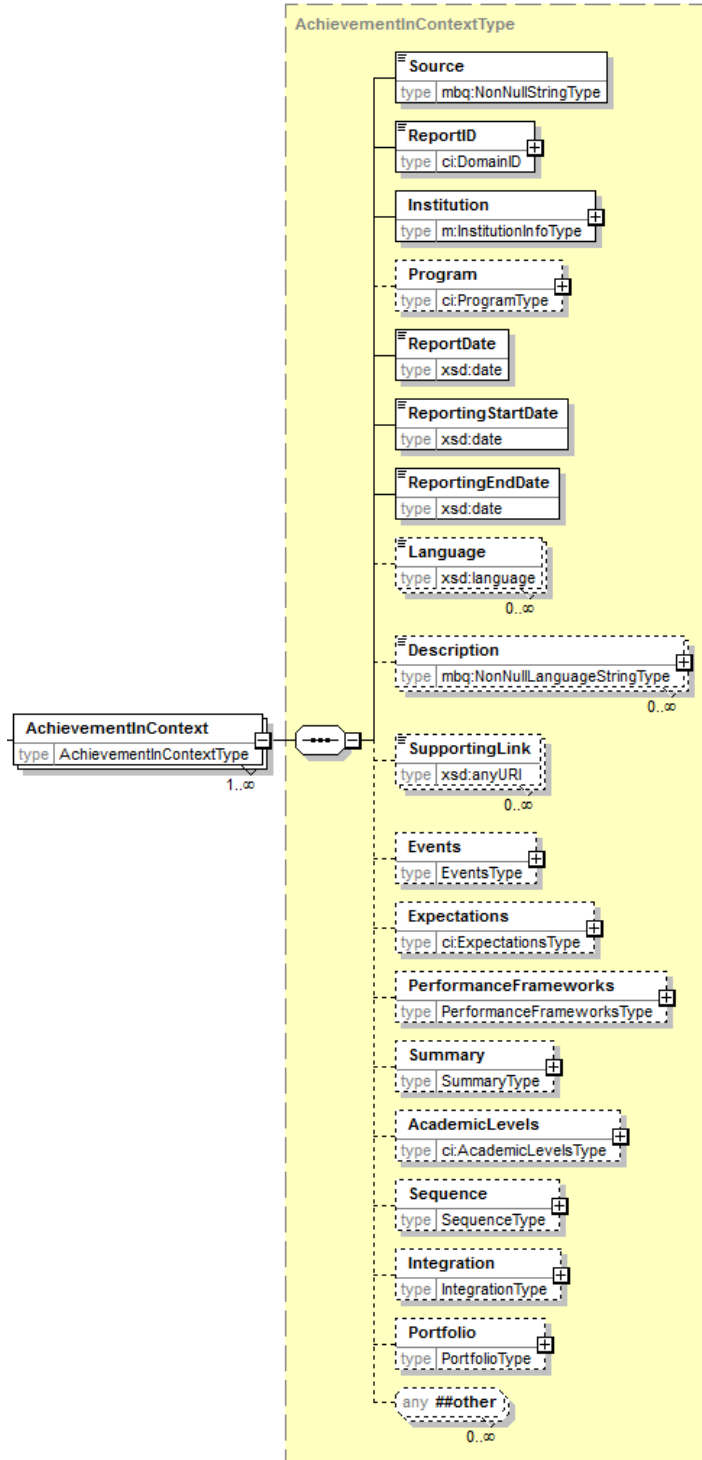 AchievementInContextType
Source
type mbq:NonNullStringType
ReportID
type ci:DomainID
Institution
type m:InstitutionInfoType
Program
type ci:ProgramType
ReportDate
type xsd:date
ReportingStartDate
type xsd:date
ReportingEndDate
type xsd:date
Language
type xsd:language
0..∞
Description
type mbq:NonNullLanguageStringType
0..∞
AchievementInContext
type AchievementInContextType
1..∞
SupportingLink
type xsd:anyURI
0..∞
Events
type EventsType
Expectations
type ci:ExpectationsType
PerformanceFrameworks
type PerformanceFrameworksType
Summary
type SummaryType
AcademicLevels
type ci:AcademicLevelsType
Sequence
type SequenceType
Integration
type IntegrationType
Portfolio
type PortfolioType
any ##other
0..∞